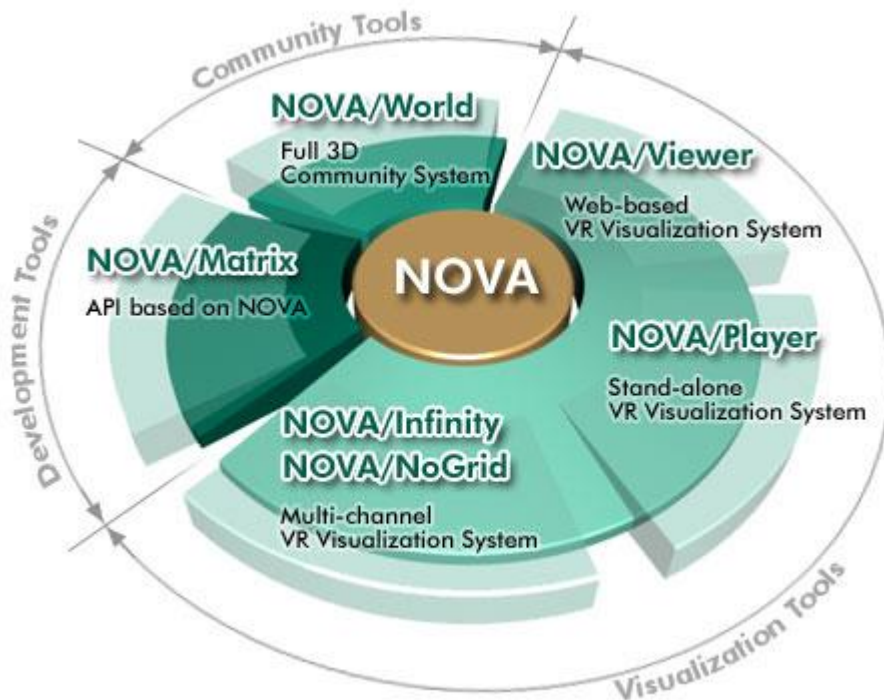 Community Tools
NOVA/World
Full 3D
Community System
NOVA/Viewer
Web-based
VR Visualization System
NOVA/Matrix
API based on NOVA
NOVA
NOVA/Player
Stand-alone
VR Visualization System
NOVA/Infinity
NOVA/NoGrid
Multi-channel
VR Visualization System
Development Tools
Visualization Tools